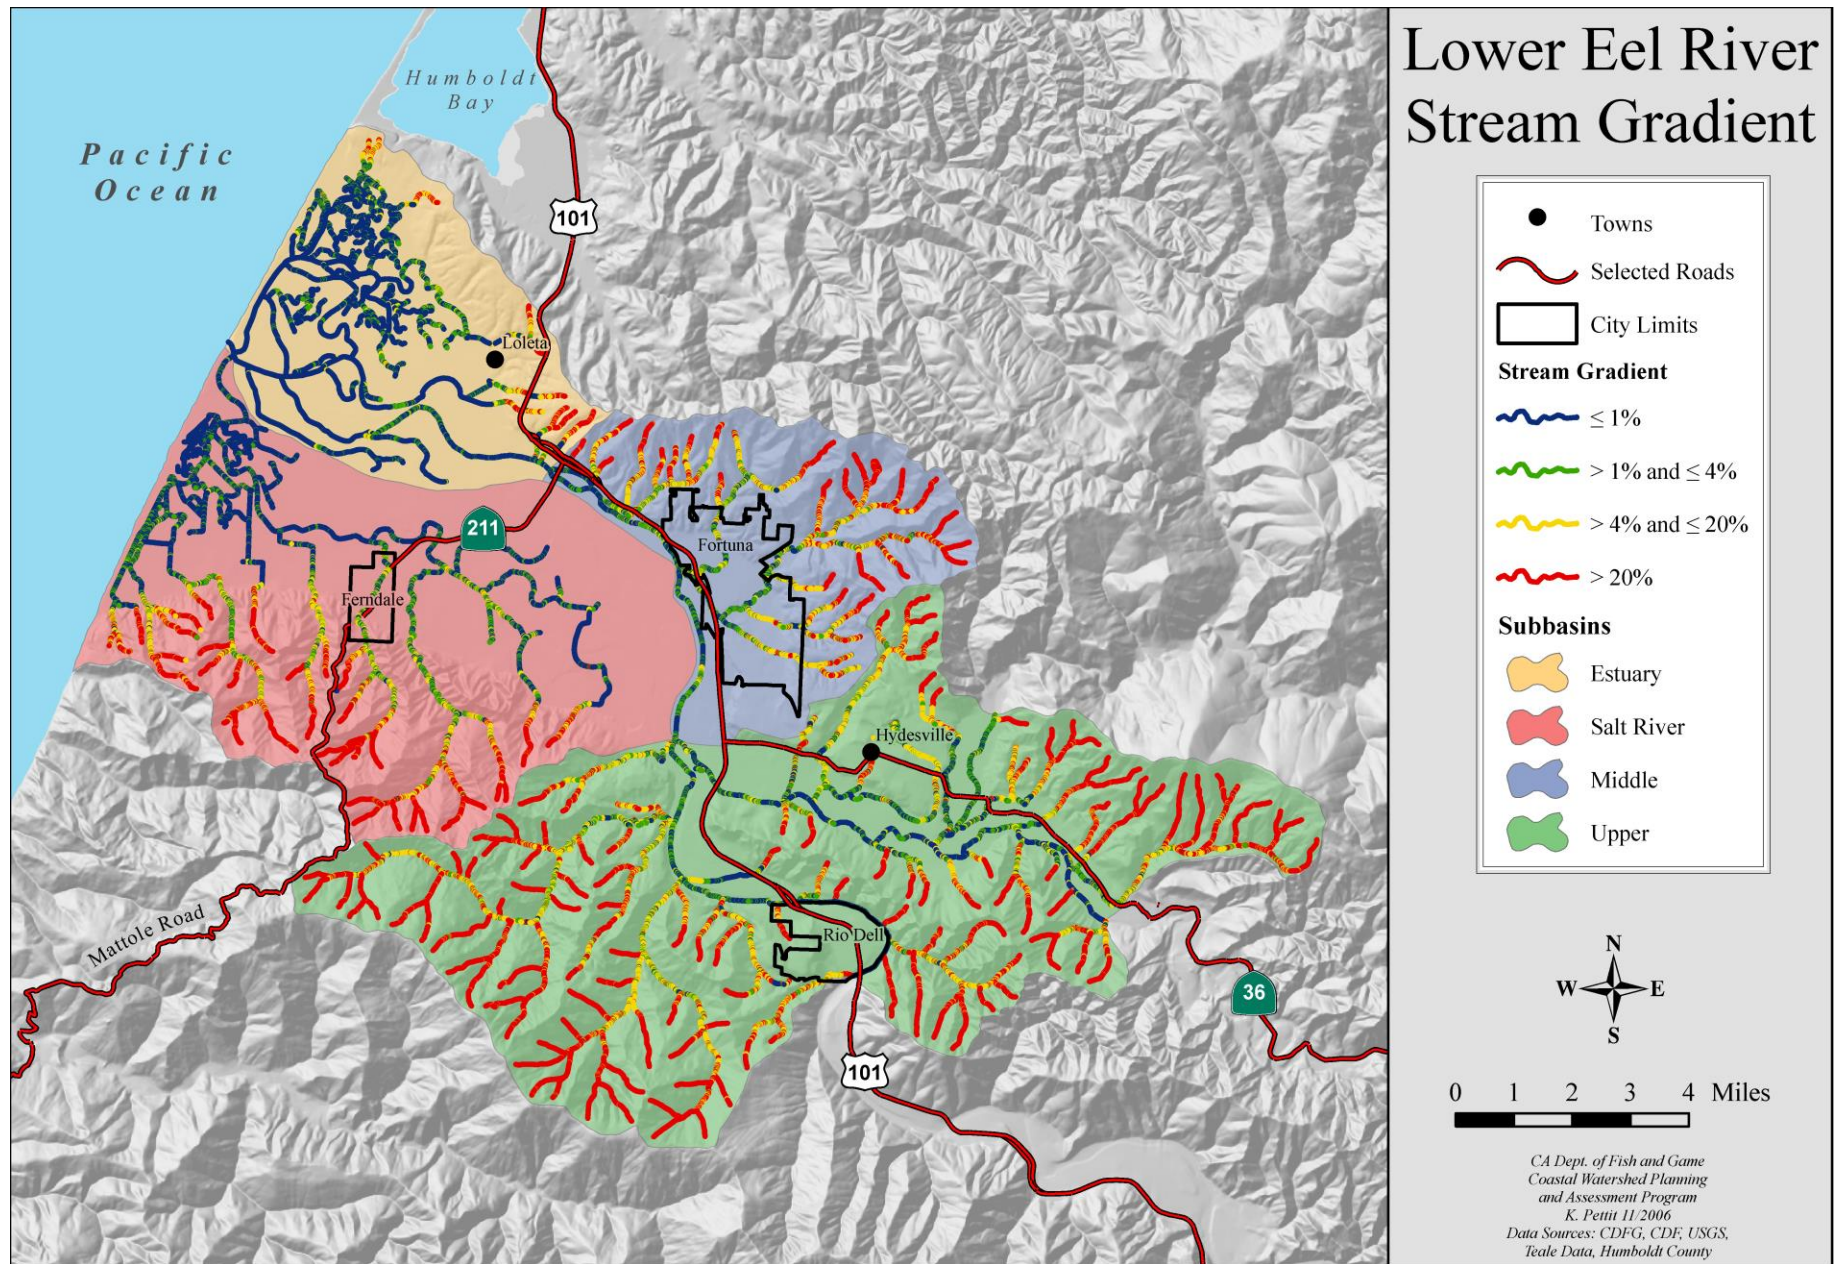 Lower Eel River
Stream Gradient
Humboldt
Bay
Pacific
Ocean
101
Loleta
211
Fortuna
Ferndale
Hydesville
Rio Dell
Mattole Road
36
101
Towns
Selected Roads
City Limits
Stream Gradient
≤ 1%
> 1% and ≤ 4%
> 4% and ≤ 20%
> 20%
Subbasins
Estuary
Salt River
Middle
Upper
N
W E
S
0 1 2 3 4 Miles
CA Dept. of Fish and Game
Coastal Watershed Planning
and Assessment Program
K. Pettit 11/2006
Data Sources: CDFG, CDF, USGS,
Teale Data, Humboldt County